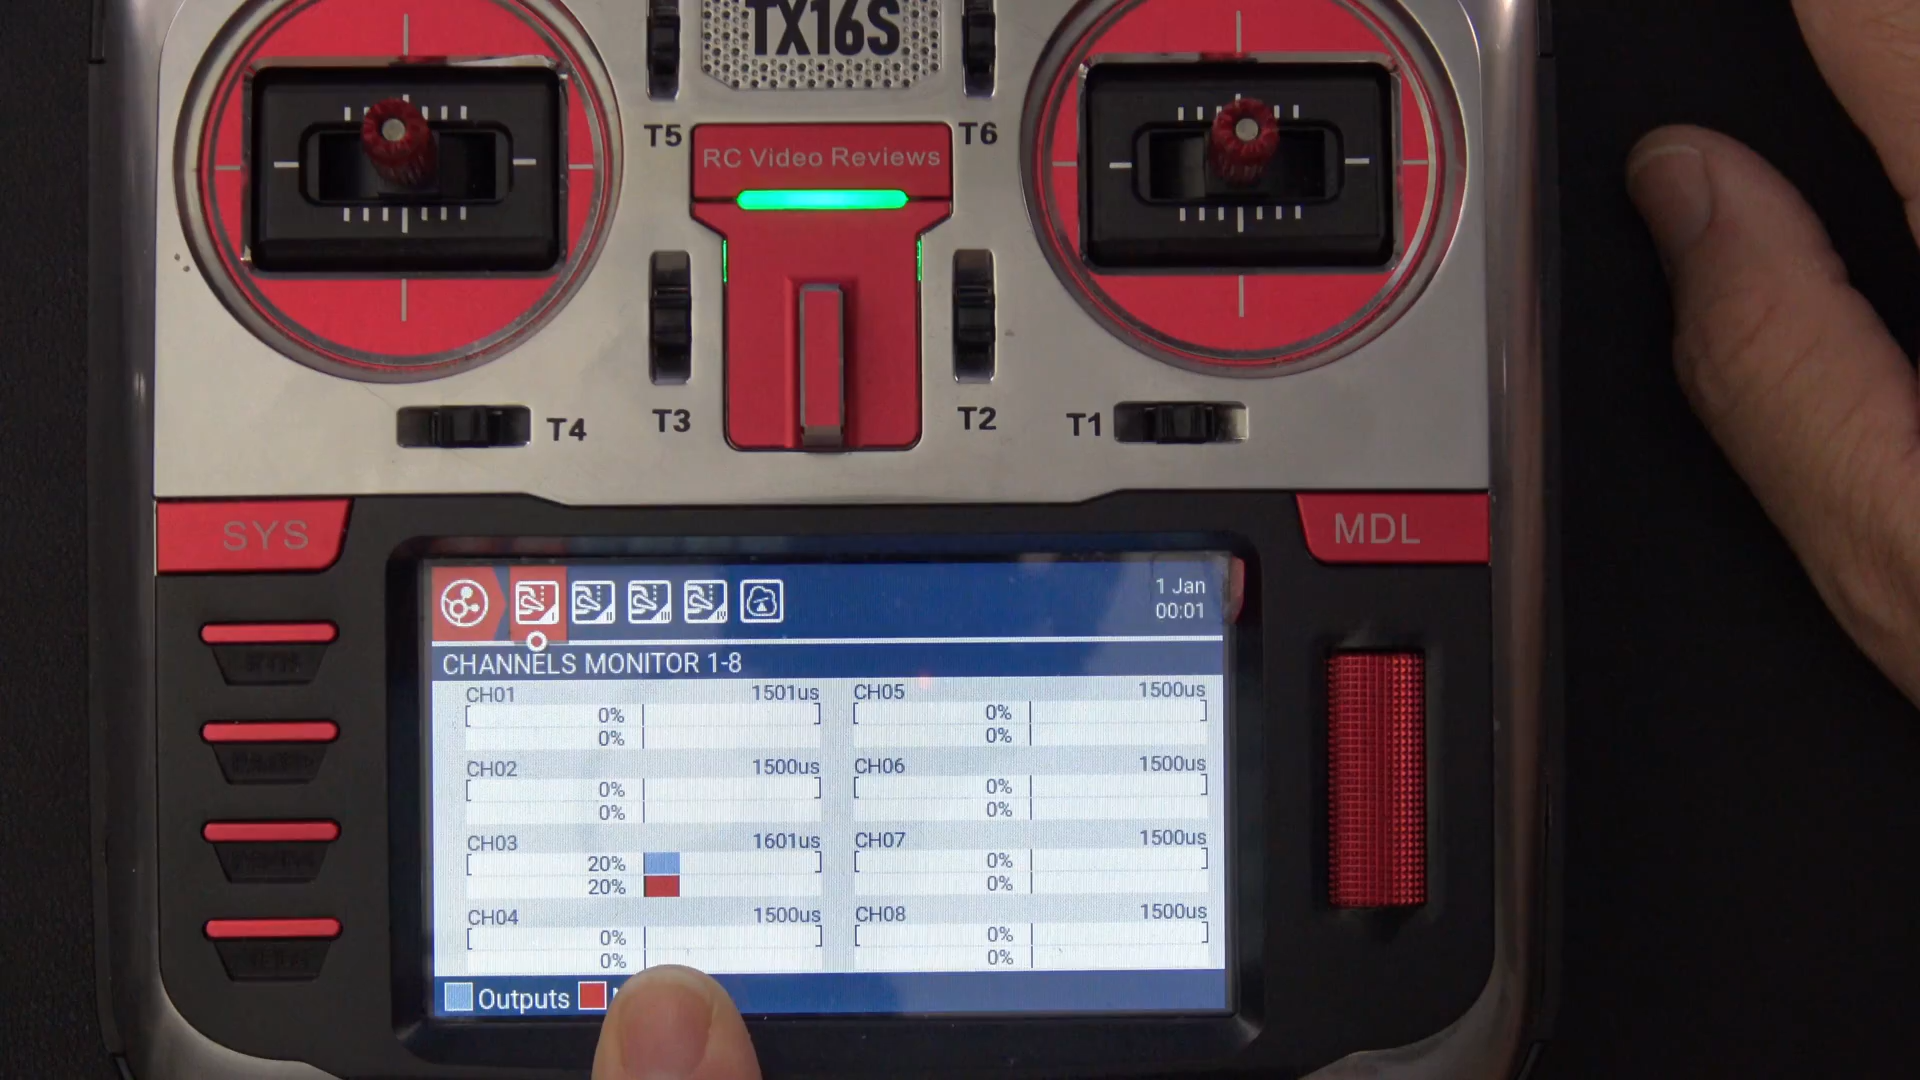 TX16S
T5
T6
RC Video Reviews
T4
T3
T2
T1
SYS
MDL
1 Jan
00:01
CHANNELS MONITOR 1-8
CH01 1501us
0%
0%
CH02 1500us
0%
0%
CH03 1601us
20%
20%
CH04 1500us
0%
0%
CH05 1500us
0%
0%
CH06 1500us
0%
0%
CH07 1500us
0%
0%
CH08 1500us
0%
0%
Outputs